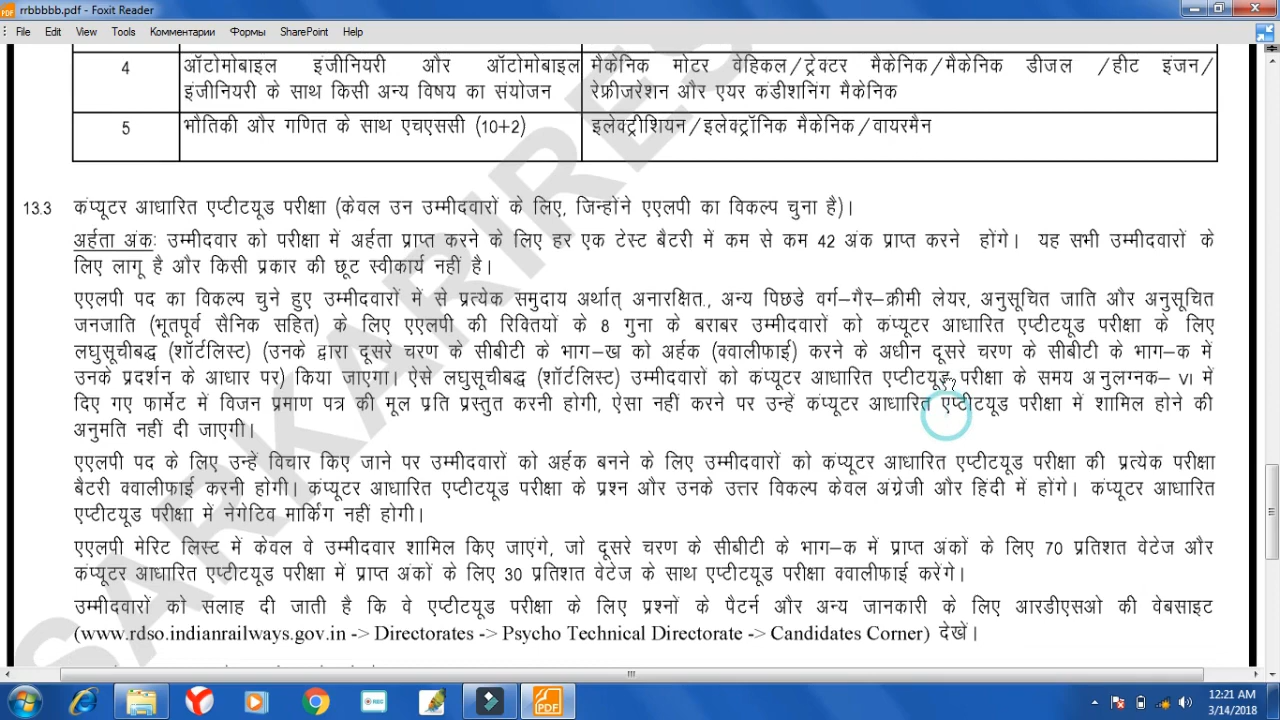 rrbbbbb.pdf - Foxit Reader
File Edit View Tools Комментарии Формы SharePoint Help
4 ऑटोमोबाइल इंजीनियरी और ऑटोमोबाइल मैकेनिक मोटर वेहिकल/ट्रेक्टर मैकेनिक/मैकेनिक डीजल /हीट इंजन/
इंजीनियरी के साथ किसी अन्य विषय का संयोजन रेफ्रीजरेशन और एयर कंडीशनिंग मैकेनिक
5 भौतिकी और गणित के साथ एचएससी (10+2) इलेक्ट्रीशियन/इलेक्ट्रॉनिक मैकेनिक/वायरमैन
13.3 कंप्यूटर आधारित एप्टीटयूड परीक्षा (केवल उन उम्मीदवारों के लिए, जिन्होंने एएलपी का विकल्प चुना है)।
अर्हता अंकः उम्मीदवार को परीक्षा में अर्हता प्राप्त करने के लिए हर एक टेस्ट बैटरी में कम से कम 42 अंक प्राप्त करने होंगे। यह सभी उम्मीदवारों के
लिए लागू है और किसी प्रकार की छूट स्वीकार्य नहीं है।
एएलपी पद का विकल्प चुने हुए उम्मीदवारों में से प्रत्येक समुदाय अर्थात् अनारक्षित., अन्य पिछडे वर्ग–गैर–क्रीमी लेयर, अनुसूचित जाति और अनुसूचित
जनजाति (भूतपूर्व सैनिक सहित) के लिए एएलपी की रिक्तियों के 8 गुना के बराबर उम्मीदवारों को कंप्यूटर आधारित एप्टीटयूड परीक्षा के लिए
लघुसूचीबद्ध (शॉर्टलिस्ट) (उनके द्वारा दूसरे चरण के सीबीटी के भाग–ख को अर्हक (क्वालीफाई) करने के अधीन दूसरे चरण के सीबीटी के भाग–क में
उनके प्रदर्शन के आधार पर) किया जाएगा। ऐसे लघुसूचीबद्ध (शॉर्टलिस्ट) उम्मीदवारों को कंप्यूटर आधारित एप्टीटयूड परीक्षा के समय अनुलग्नक– VI में
दिए गए फार्मेट में विजन प्रमाण पत्र की मूल प्रति प्रस्तुत करनी होगी, ऐसा नहीं करने पर उन्हें कंप्यूटर आधारित एप्टीटयूड परीक्षा में शामिल होने की
अनुमति नहीं दी जाएगी।
एएलपी पद के लिए उन्हें विचार किए जाने पर उम्मीदवारों को अर्हक बनने के लिए उम्मीदवारों को कंप्यूटर आधारित एप्टीटयूड परीक्षा की प्रत्येक परीक्षा
बैटरी क्वालीफाई करनी होगी। कंप्यूटर आधारित एप्टीटयूड परीक्षा के प्रश्न और उनके उत्तर विकल्प केवल अंग्रेजी और हिंदी में होंगे। कंप्यूटर आधारित
एप्टीटयूड परीक्षा में नेगेटिव मार्किंग नहीं होगी।
एएलपी मेरिट लिस्ट में केवल वे उम्मीदवार शामिल किए जाएंगे, जो दूसरे चरण के सीबीटी के भाग–क में प्राप्त अंकों के लिए 70 प्रतिशत वेटेज और
कंप्यूटर आधारित एप्टीटयूड परीक्षा में प्राप्त अंकों के लिए 30 प्रतिशत वेटेज के साथ एप्टीटयूड परीक्षा क्वालीफाई करेंगे।
उम्मीदवारों को सलाह दी जाती है कि वे एप्टीटयूड परीक्षा के लिए प्रश्नों के पैटर्न और अन्य जानकारी के लिए आरडीएसओ की वेबसाइट
(www.rdso.indianrailways.gov.in -> Directorates -> Psycho Technical Directorate -> Candidates Corner) देखें।
SARKARIRES
12:21 AM
3/14/2018